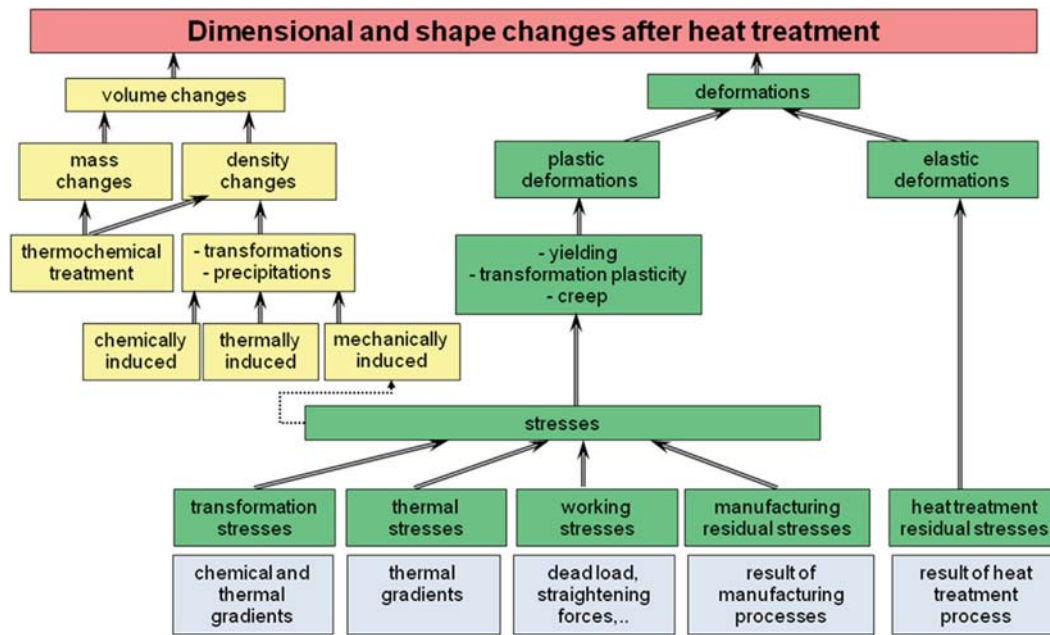 Dimensional and shape changes after heat treatment
volume changes
deformations
mass
changes
density
changes
plastic
deformations
elastic
deformations
thermochemical
treatment
- transformations
- precipitations
- yielding
- transformation plasticity
- creep
chemically
induced
thermally
induced
mechanically
induced
stresses
transformation
stresses
thermal
stresses
working
stresses
manufacturing
residual stresses
heat treatment
residual stresses
chemical and
thermal
gradients
thermal
gradients
dead load,
straightening
forces,..
result of
manufacturing
processes
result of heat
treatment
process